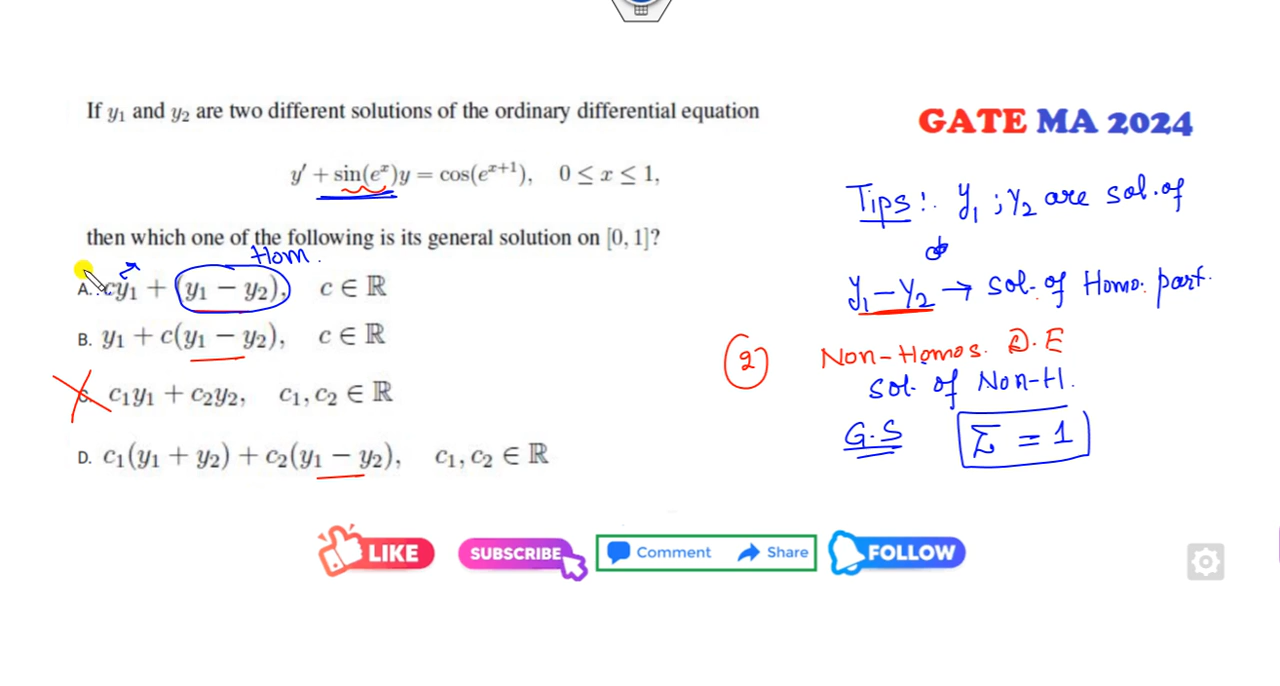 If y₁ and y₂ are two different solutions of the ordinary differential equation
y′ + sin(eˣ)y = cos(eˣ⁺¹), 0 ≤ x ≤ 1,
then which one of the following is its general solution on [0, 1]?
Hom.
A. cy₁ + (y₁ − y₂), c ∈ ℝ
B. y₁ + c(y₁ − y₂), c ∈ ℝ
c₁y₁ + c₂y₂, c₁, c₂ ∈ ℝ
D. c₁(y₁ + y₂) + c₂(y₁ − y₂), c₁, c₂ ∈ ℝ
GATE MA 2024
Tips:. y₁ ; y₂ are sol. of
y₁ − y₂ → sol. of Homo. part.
② Non-Homos. D.E
sol. of Non-H.
G.S Σ = 1
LIKE
SUBSCRIBE
Comment
Share
FOLLOW